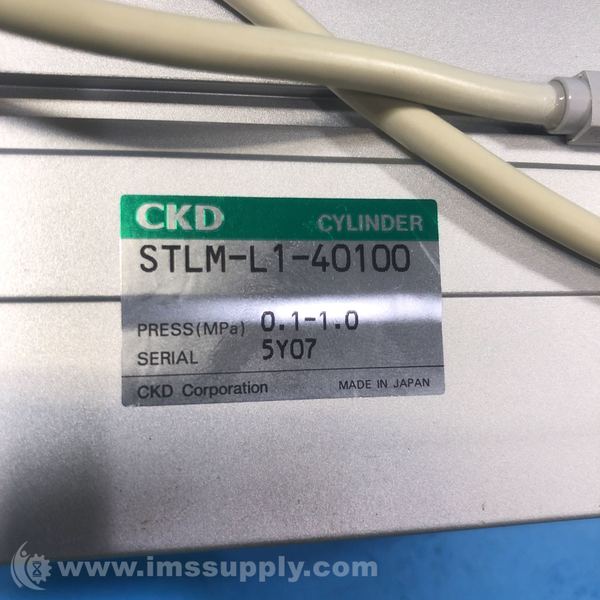 CKD CYLINDER
STLM-L1-40100
PRESS(MPa) 0.1-1.0
SERIAL 5Y07
CKD Corporation MADE IN JAPAN
www.imssupply.com